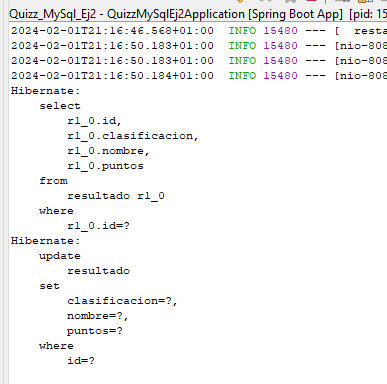 Quizz_MySql_Ej2 - QuizzMySqlEj2Application [Spring Boot App] [pid: 15
2024-02-01T21:16:46.568+01:00 INFO 15480 --- [ resta
2024-02-01T21:16:50.183+01:00 INFO 15480 --- [nio-808
2024-02-01T21:16:50.183+01:00 INFO 15480 --- [nio-808
2024-02-01T21:16:50.184+01:00 INFO 15480 --- [nio-808
Hibernate:
select
r1_0.id,
r1_0.clasificacion,
r1_0.nombre,
r1_0.puntos
from
resultado r1_0
where
r1_0.id=?
Hibernate:
update
resultado
set
clasificacion=?,
nombre=?,
puntos=?
where
id=?